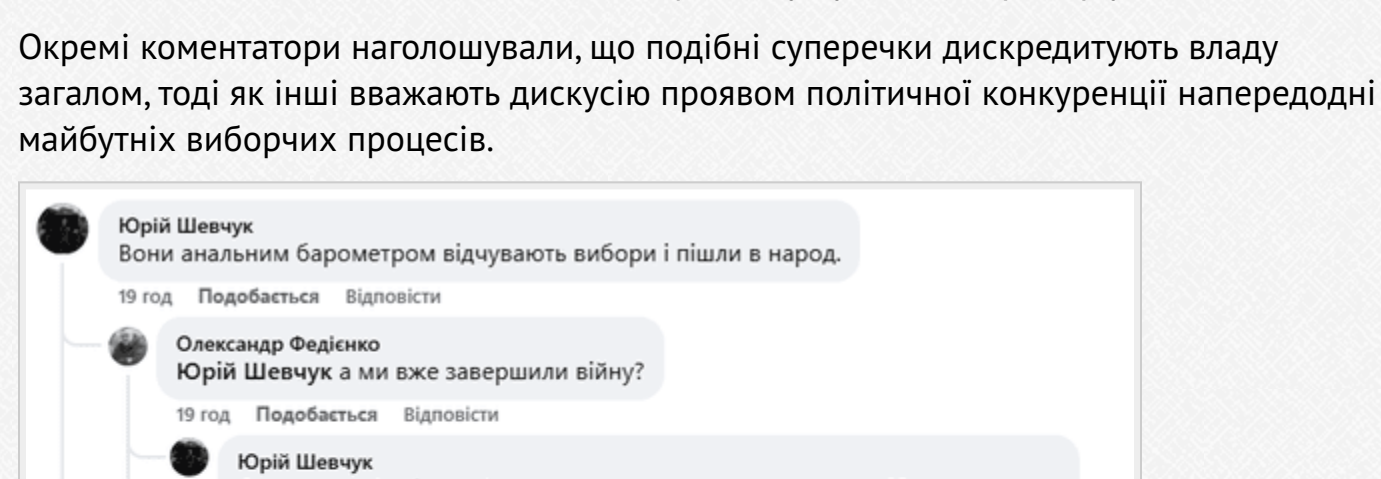 Окремі коментатори наголошували, що подібні суперечки дискредитують владу
загалом, тоді як інші вважають дискусію проявом політичної конкуренції напередодні
майбутніх виборчих процесів.
Юрій Шевчук
Вони анальним барометром відчувають вибори і пішли в народ.
19 год Подобається Відповісти
Олександр Федієнко
Юрій Шевчук а ми вже завершили війну?
19 год Подобається Відповісти
Юрій Шевчук